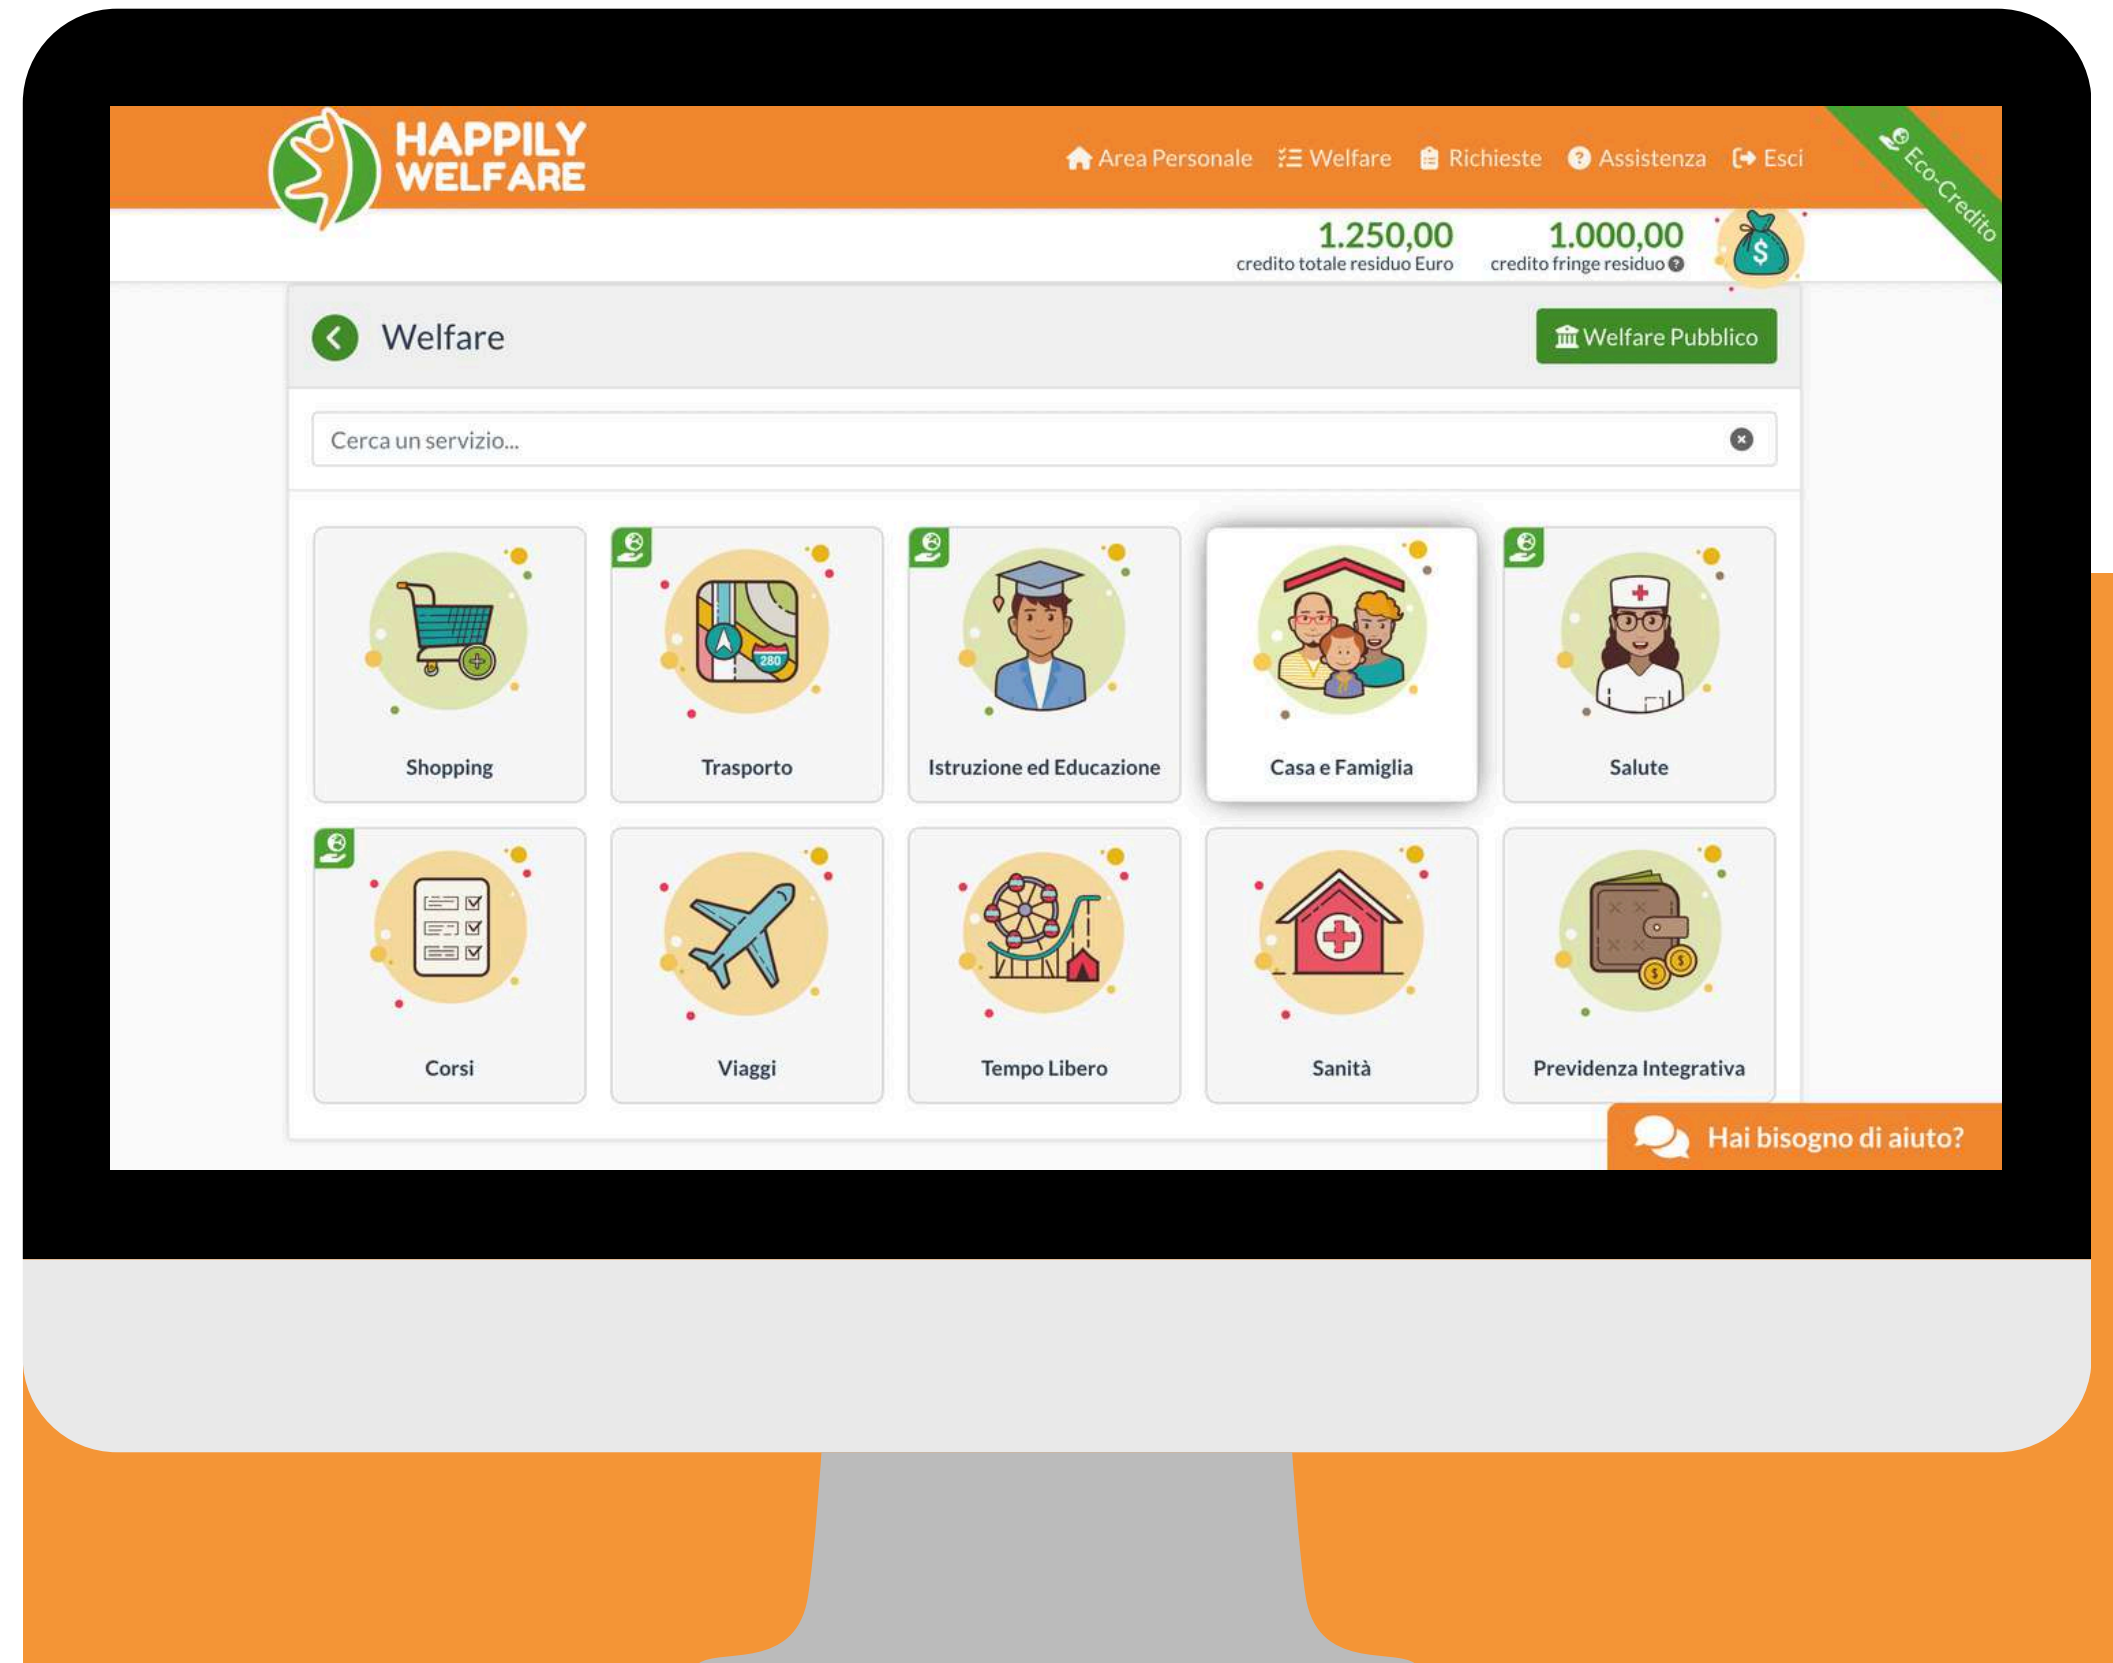 HAPPILY
WELFARE
Area Personale Welfare Richieste Assistenza Esci
Eco-Credito
1.250,00 1.000,00
credito totale residuo Euro credito fringe residuo
$
Welfare
Welfare Pubblico
Cerca un servizio...
280
Shopping Trasporto Istruzione ed Educazione Casa e Famiglia Salute
$ $
Corsi Viaggi Tempo Libero Sanità Previdenza Integrativa
Hai bisogno di aiuto?